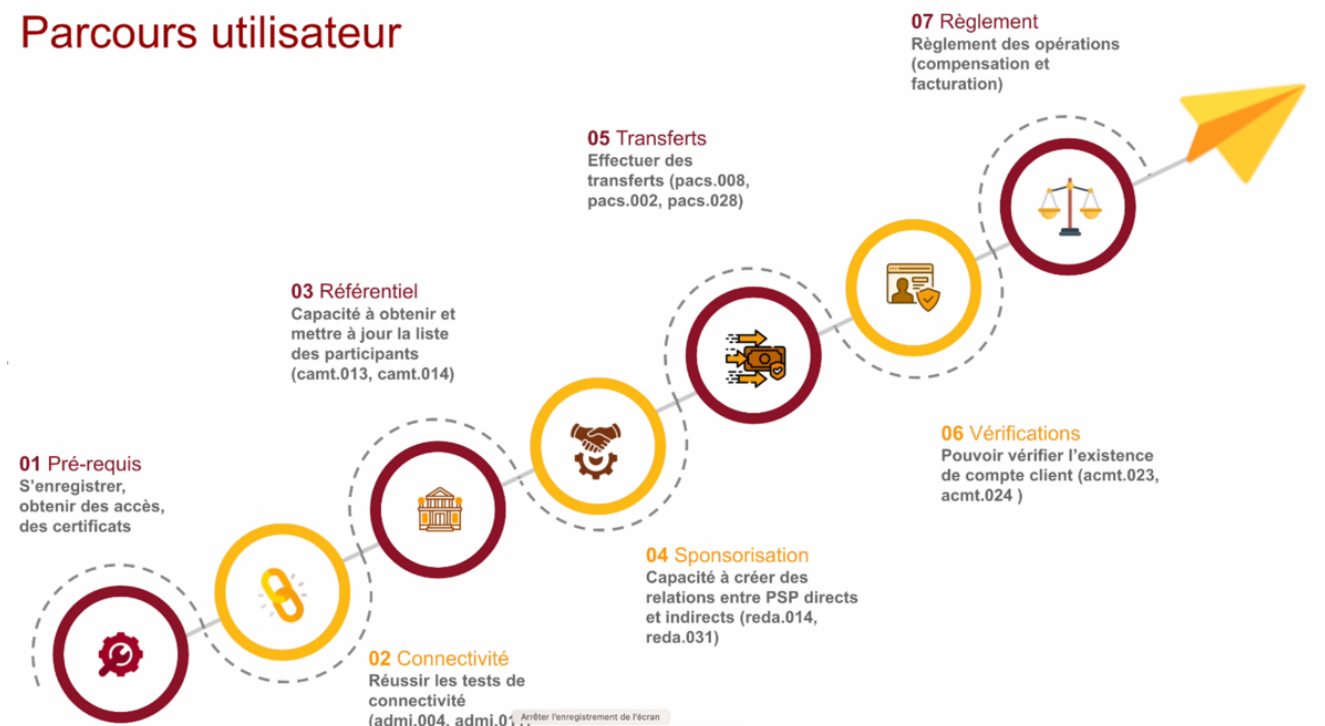 Parcours utilisateur
01 Pré-requis
S'enregistrer,
obtenir des accès,
des certificats
02 Connectivité
Réussir les tests de
connectivité
(admi.004,
03 Référentiel
Capacité à obtenir et
mettre à jour la liste
des participants
(camt.013, camt.014)
04 Sponsorisation
Capacité à créer des
relations entre PSP directs
et indirects (reda.014,
reda.031)
05 Transferts
Effectuer des
transferts (pacs.008,
pacs.002, pacs.028)
06 Vérifications
Pouvoir vérifier l'existence
de compte client (acmt.023,
acmt.024 )
07 Règlement
Règlement des opérations
(compensation et
facturation)
Arrêter l'enregistrement de l'écran